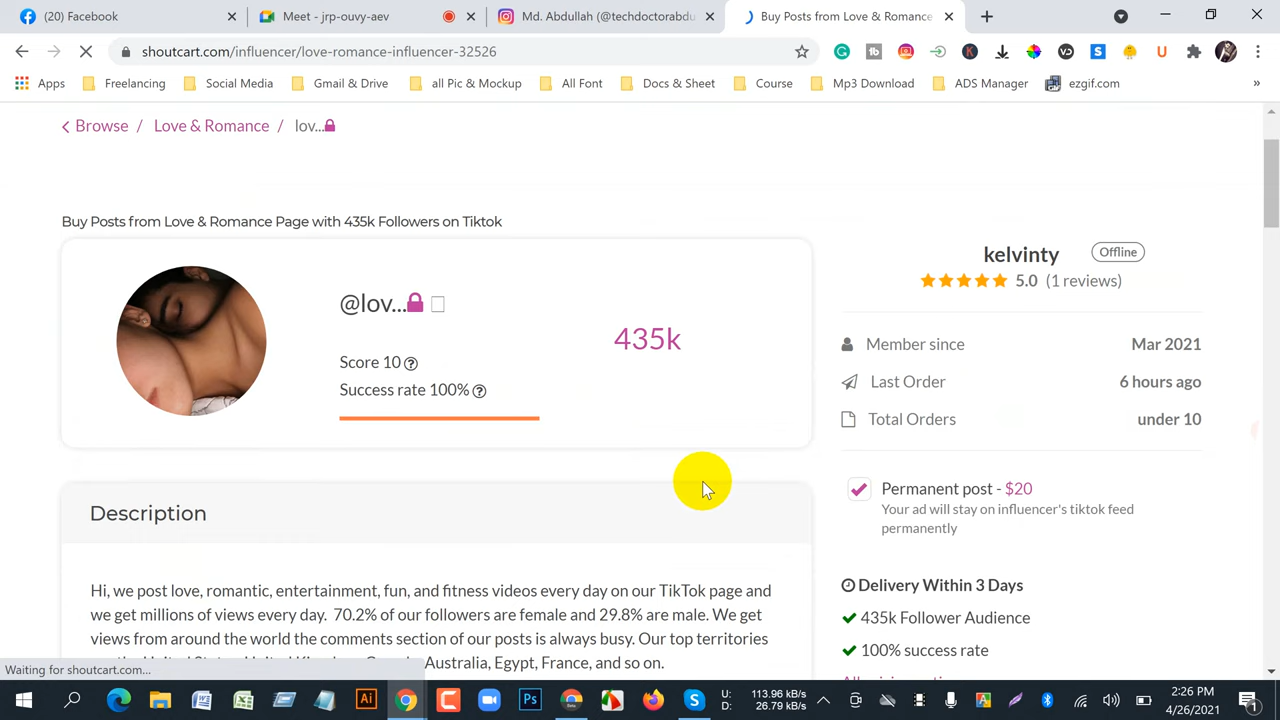 (20) Facebook
Meet - jrp-ouvy-aev
Md. Abdullah (@techdoctorabdu
Buy Posts from Love & Romance
shoutcart.com/influencer/love-romance-influencer-32526
Apps
Freelancing
Social Media
Gmail & Drive
all Pic & Mockup
All Font
Docs & Sheet
Course
Mp3 Download
ADS Manager
ezgif.com
»
Browse / Love & Romance / lov...
Buy Posts from Love & Romance Page with 435k Followers on Tiktok
@lov...
435k
Score 10
Success rate 100%
kelvinty
Offline
5.0 (1 reviews)
Member since Mar 2021
Last Order 6 hours ago
Total Orders under 10
Permanent post - $20
Your ad will stay on influencer's tiktok feed
permanently
Delivery Within 3 Days
435k Follower Audience
100% success rate
Description
Hi, we post love, romantic, entertainment, fun, and fitness videos every day on our TikTok page and
we get millions of views every day. 70.2% of our followers are female and 29.8% are male. We get
views from around the world the comments section of our posts is always busy. Our top territories
Australia, Egypt, France, and so on.
Waiting for shoutcart.com...
U: 113.96 kB/s
D: 26.79 kB/s
2:26 PM
4/26/2021